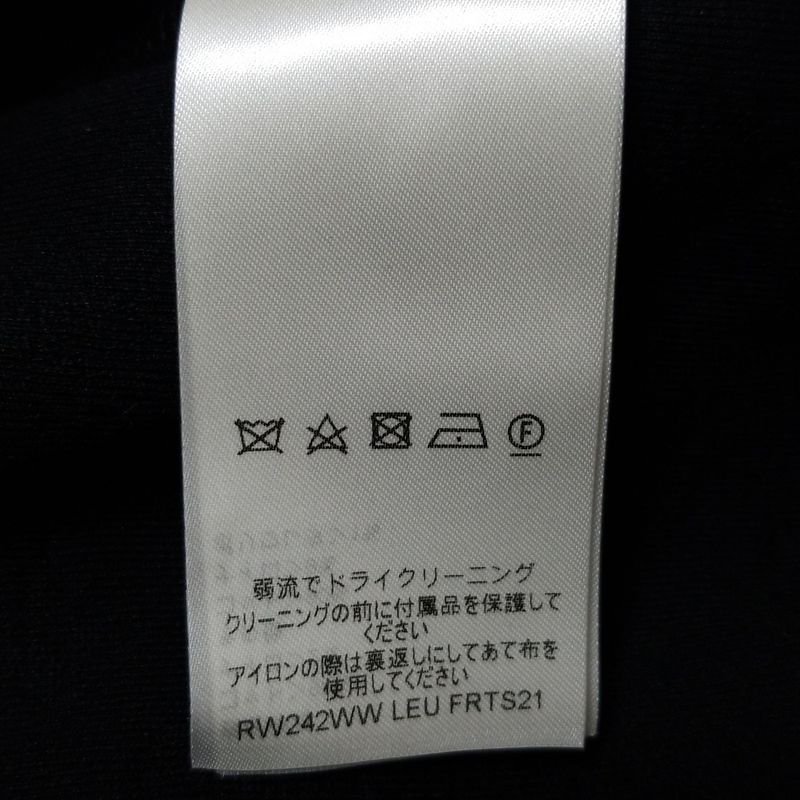 F
弱流でドライクリーニング
クリーニングの前に付属品を保護して
ください
アイロンの際は裏返しにしてあて布を
使用してください
RW242WW LEU FRTS21